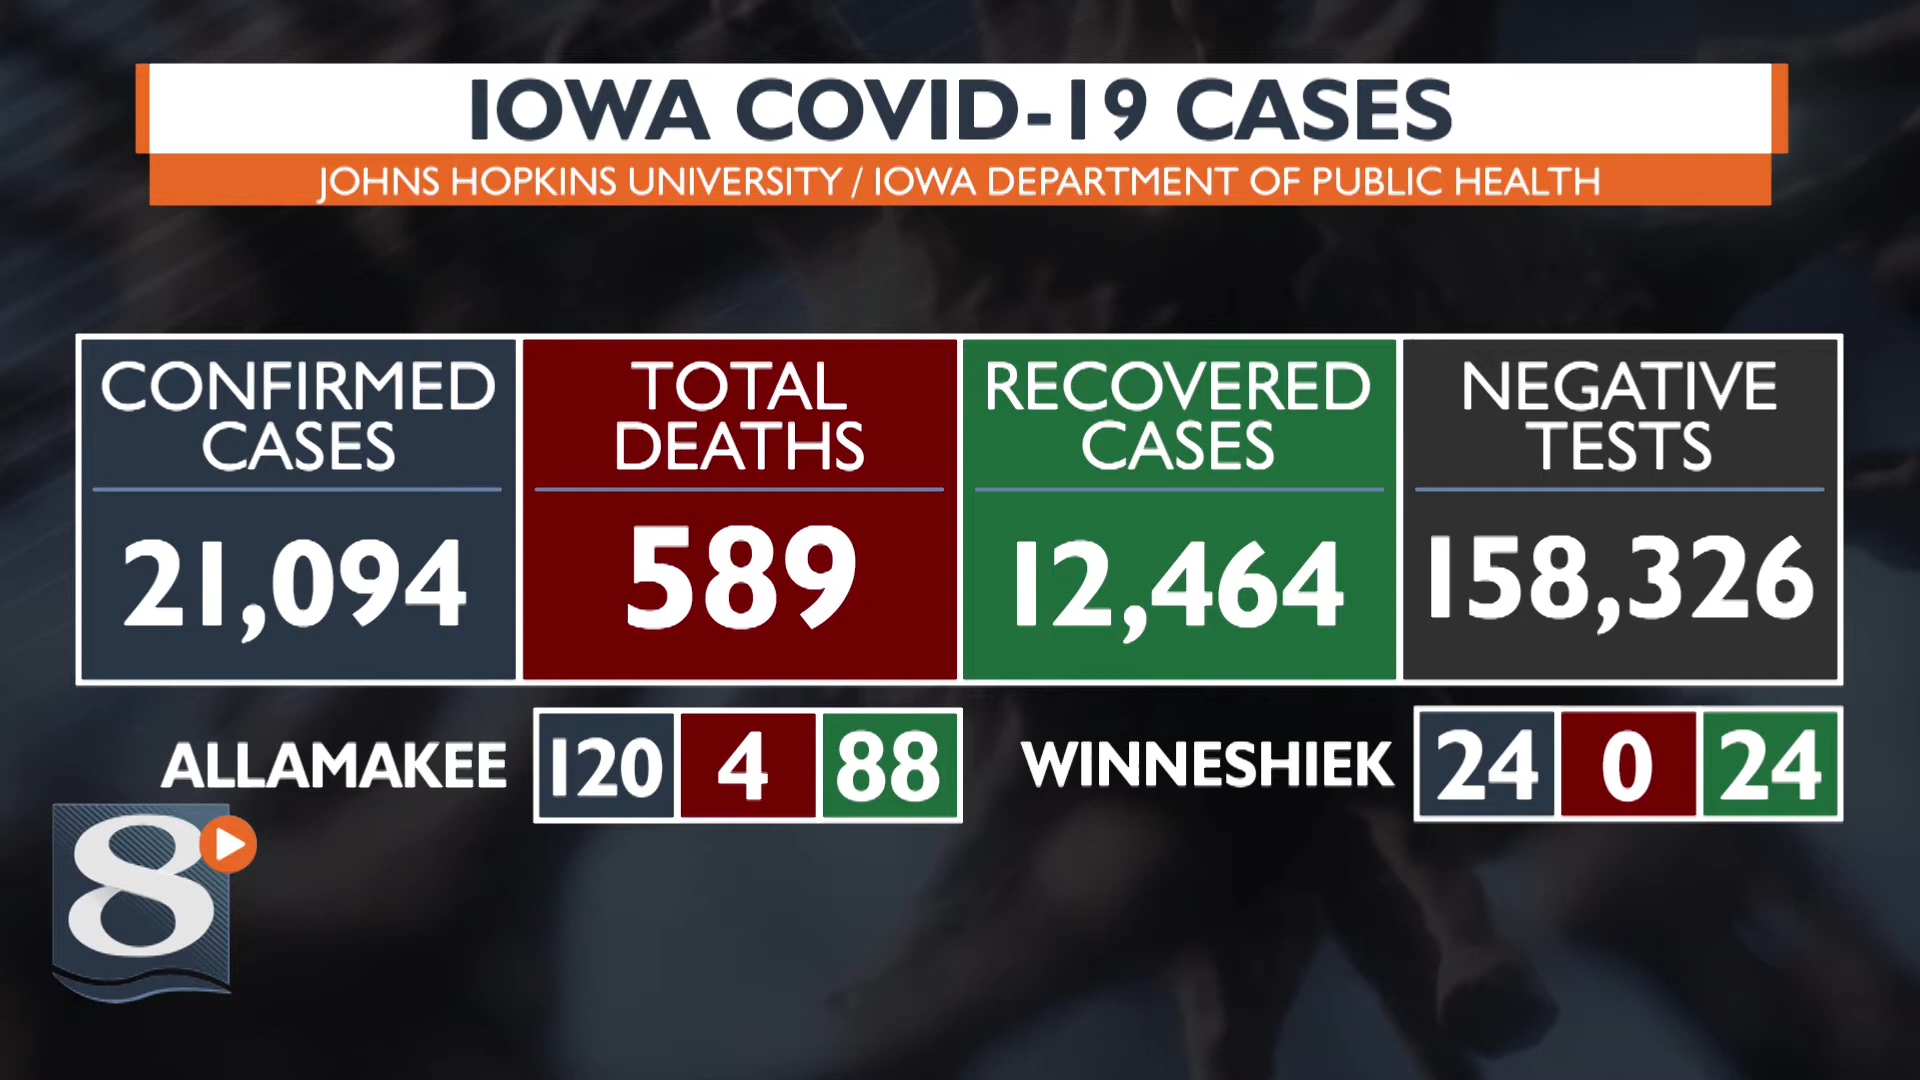 IOWA COVID-19 CASES
JOHNS HOPKINS UNIVERSITY / IOWA DEPARTMENT OF PUBLIC HEALTH
CONFIRMED
CASES
21,094
TOTAL
DEATHS
589
RECOVERED
CASES
12,464
NEGATIVE
TESTS
158,326
ALLAMAKEE 120 4 88
WINNESHIEK 24 0 24
8